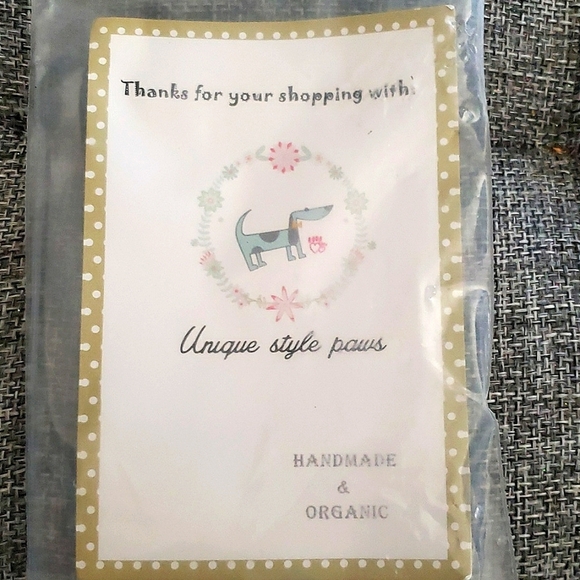 Thanks for your shopping with:
Unique style paws
HANDMADE
&
ORGANIC